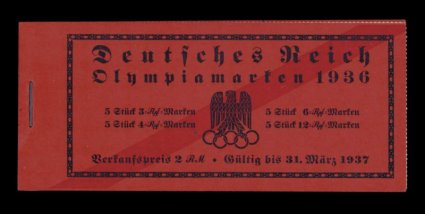 Deutsches Reich
Olympiamarken 1936
5 Stück 3-Rpf-Marken
5 Stück 4-Rpf-Marken
5 Stück 6-Rpf-Marken
5 Stück 12-Rpf-Marken
Verkaufspreis 2 RM • Gültig bis 31. März 1937